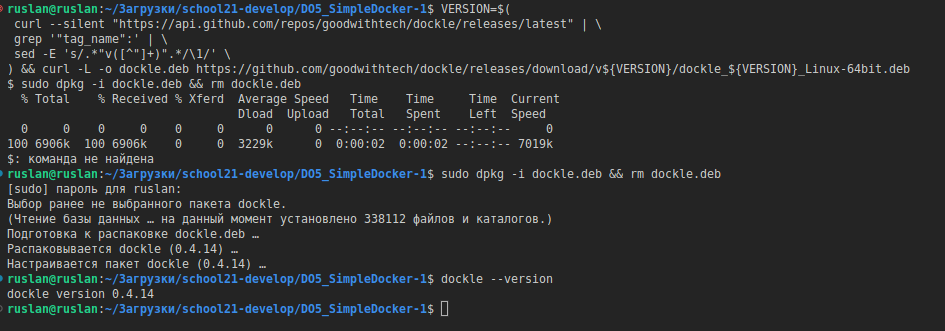 ruslan@ruslan:~/Загрузки/school21-develop/DO5_SimpleDocker-1$ VERSION=$(
 curl --silent "https://api.github.com/repos/goodwithtech/dockle/releases/latest" | \
 grep '"tag_name":' | \
 sed -E 's/.*"v([^"]+)".*/\1/' \
) && curl -L -o dockle.deb https://github.com/goodwithtech/dockle/releases/download/v${VERSION}/dockle_${VERSION}_Linux-64bit.deb
$ sudo dpkg -i dockle.deb && rm dockle.deb
  % Total    % Received % Xferd  Average Speed   Time    Time     Time  Current
                                 Dload  Upload   Total   Spent    Left  Speed
  0     0    0     0    0     0      0      0 --:--:-- --:--:-- --:--:--     0
100 6906k  100 6906k    0     0  3229k      0  0:00:02  0:00:02 --:--:-- 7019k
$: команда не найдена
ruslan@ruslan:~/Загрузки/school21-develop/DO5_SimpleDocker-1$ sudo dpkg -i dockle.deb && rm dockle.deb
[sudo] пароль для ruslan:
Выбор ранее не выбранного пакета dockle.
(Чтение базы данных … на данный момент установлено 338112 файлов и каталогов.)
Подготовка к распаковке dockle.deb …
Распаковывается dockle (0.4.14) …
Настраивается пакет dockle (0.4.14) …
ruslan@ruslan:~/Загрузки/school21-develop/DO5_SimpleDocker-1$ dockle --version
dockle version 0.4.14
ruslan@ruslan:~/Загрузки/school21-develop/DO5_SimpleDocker-1$